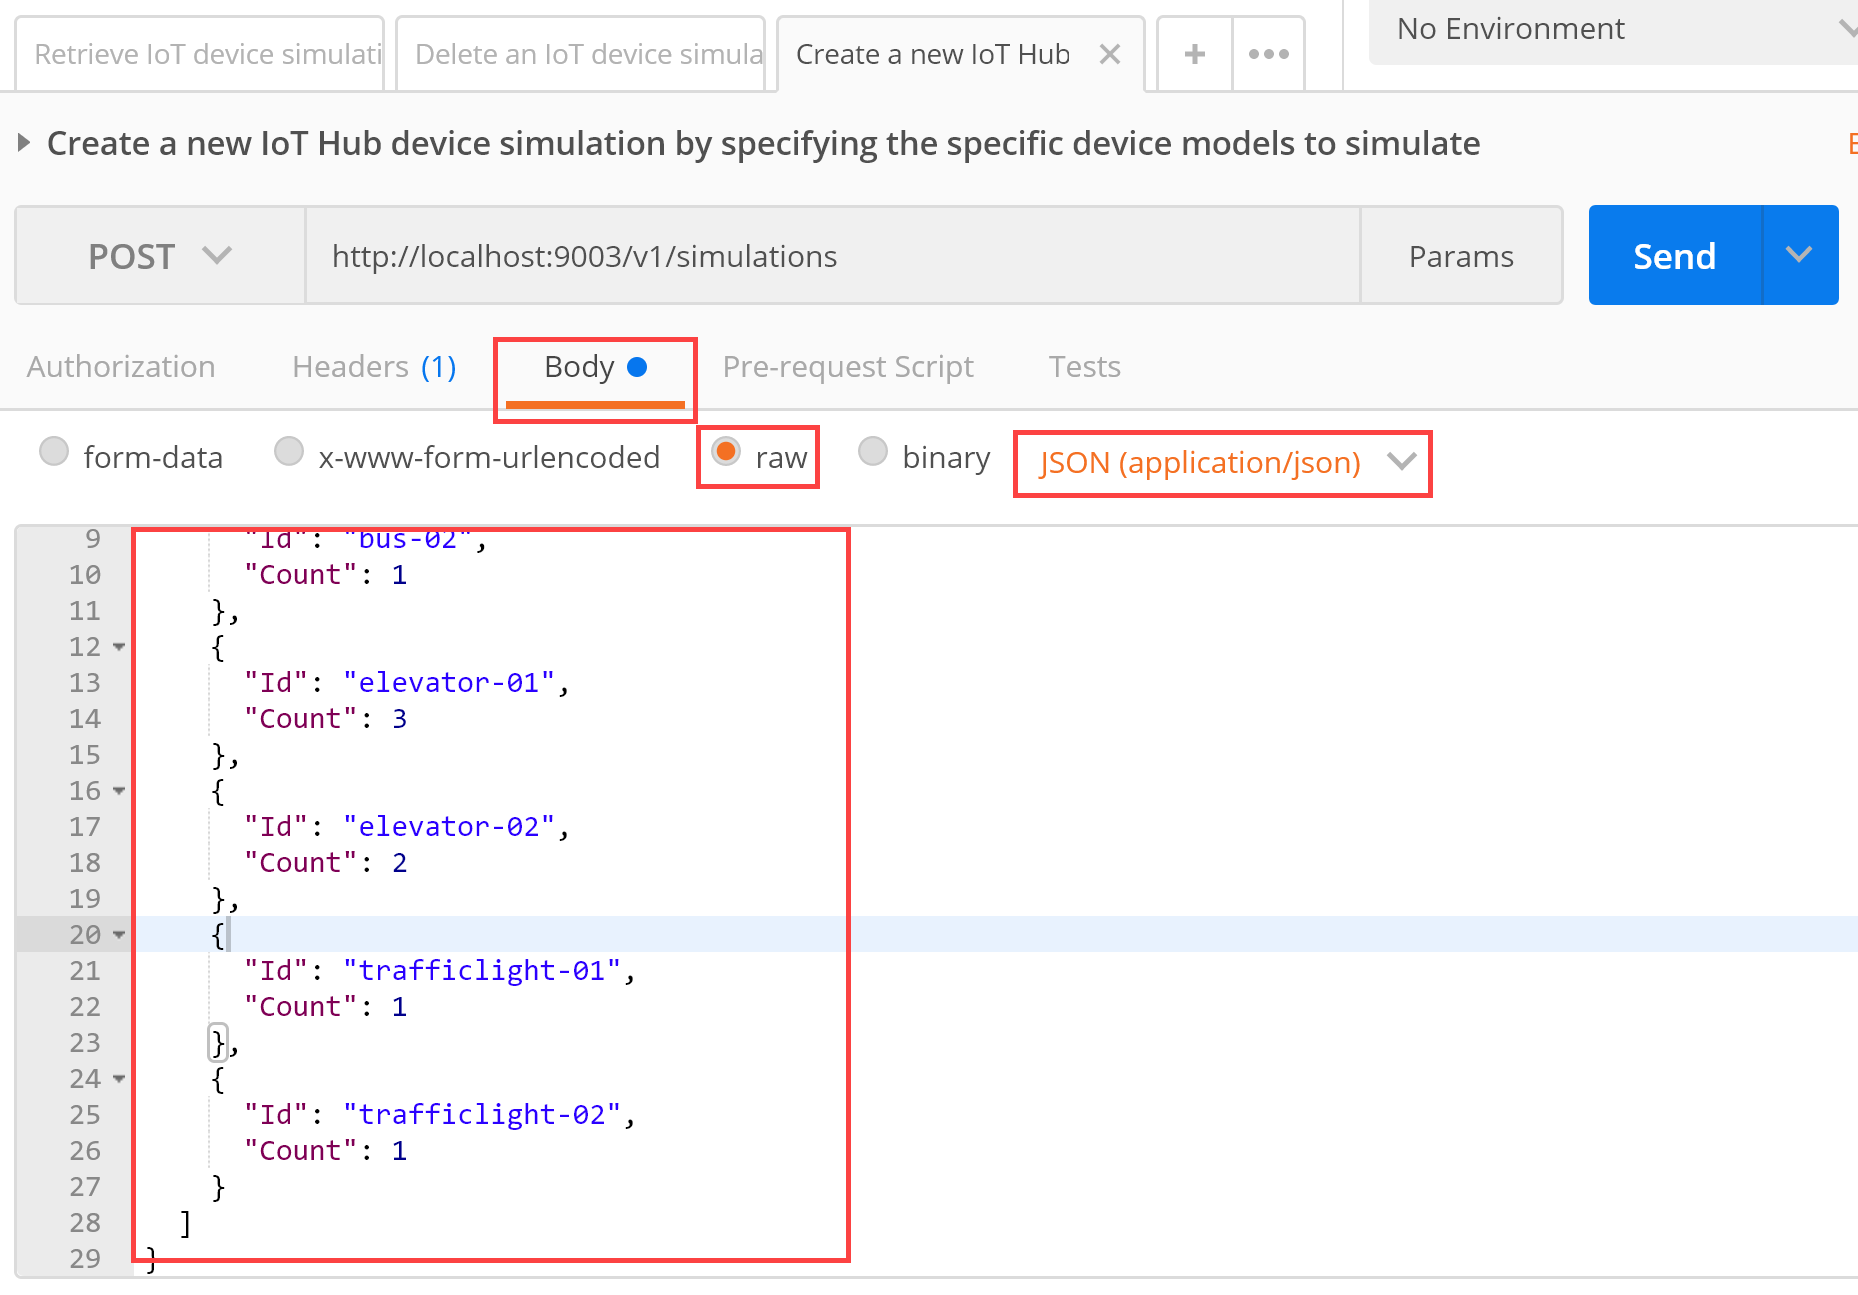 Retrieve IoT device simulati
Delete an IoT device simula
Create a new IoT Hub
No Environment
Create a new IoT Hub device simulation by specifying the specific device models to simulate
POST
http://localhost:9003/v1/simulations
Params
Send
Authorization
Headers (1)
Body
Pre-request Script
Tests
form-data
x-www-form-urlencoded
raw
binary
JSON (application/json)
9 "Id": "bus-02",
10 "Count": 1
11 },
12 {
13 "Id": "elevator-01",
14 "Count": 3
15 },
16 {
17 "Id": "elevator-02",
18 "Count": 2
19 },
20 {
21 "Id": "trafficlight-01",
22 "Count": 1
23 },
24 {
25 "Id": "trafficlight-02",
26 "Count": 1
27 }
28 ]
29 }